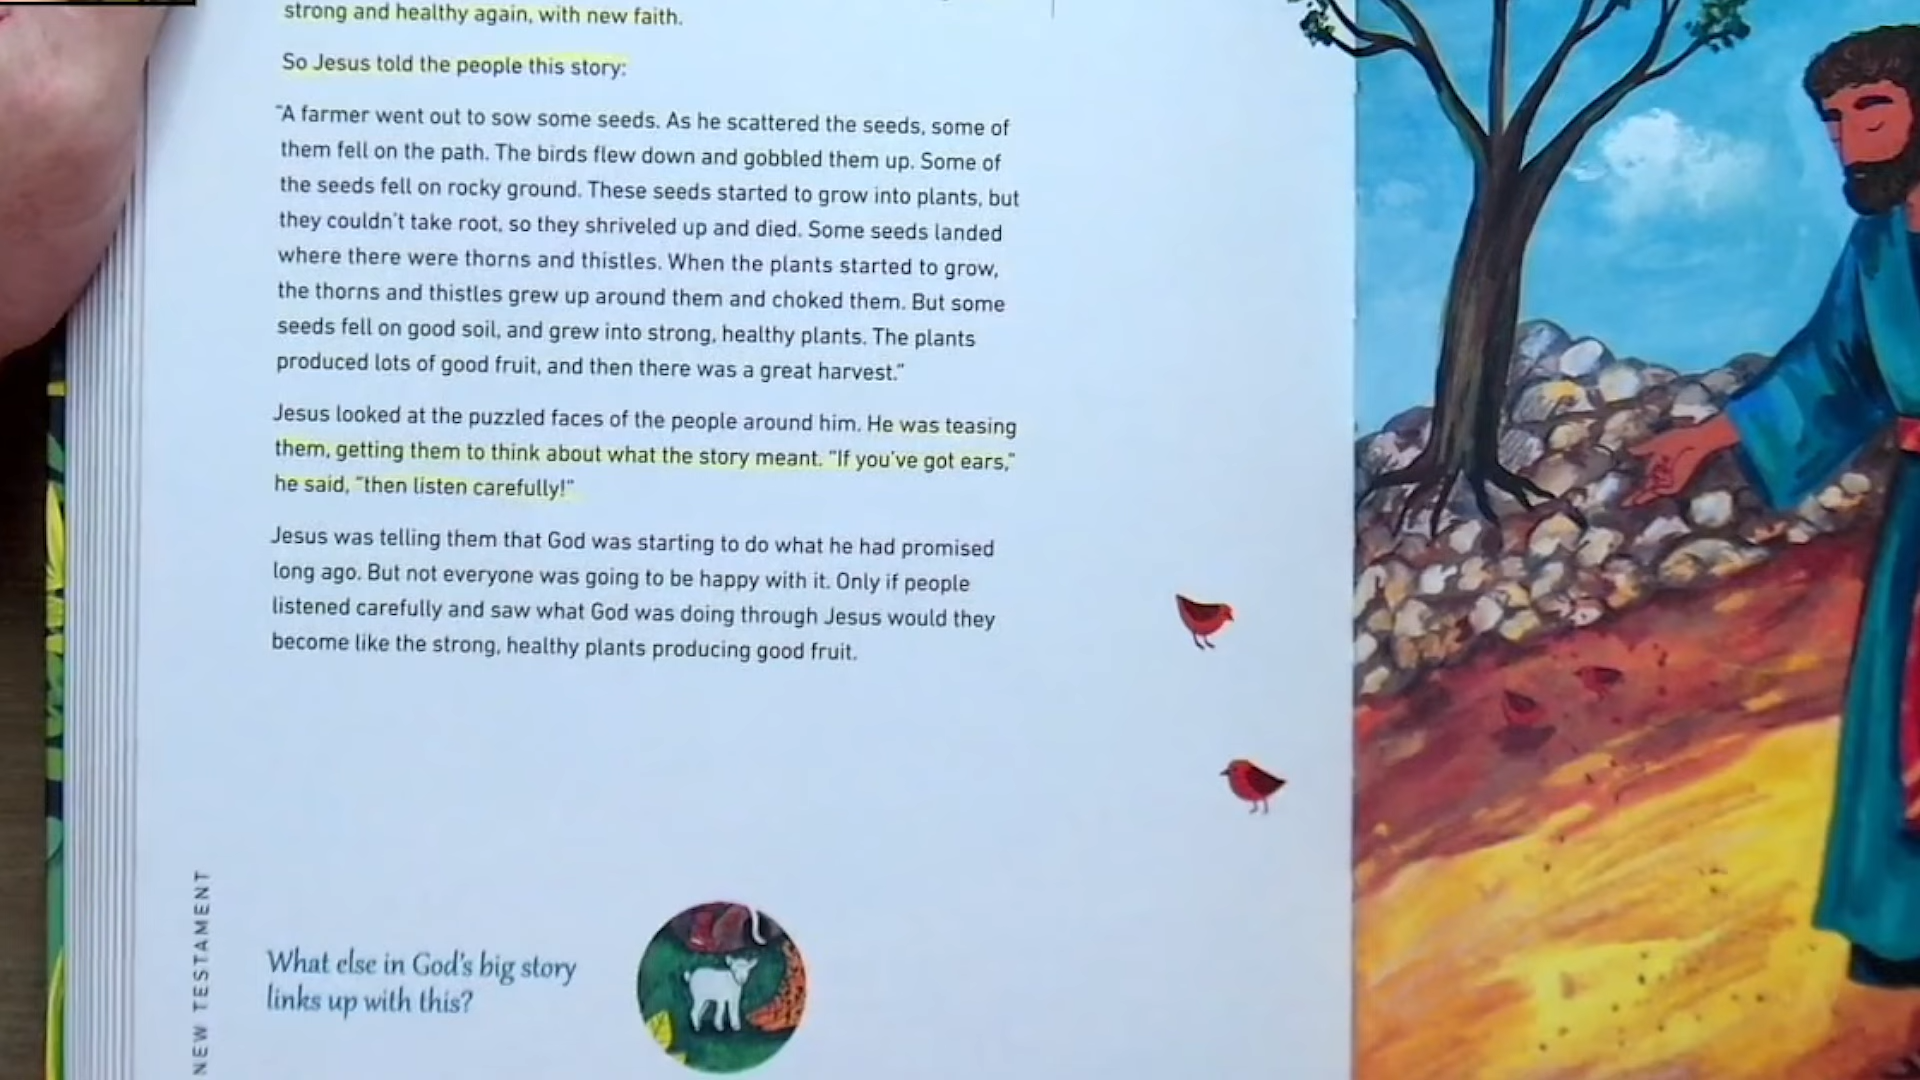 strong and healthy again, with new faith.
So Jesus told the people this story:
“A farmer went out to sow some seeds. As he scattered the seeds, some of
them fell on the path. The birds flew down and gobbled them up. Some of
the seeds fell on rocky ground. These seeds started to grow into plants, but
they couldn’t take root, so they shriveled up and died. Some seeds landed
where there were thorns and thistles. When the plants started to grow,
the thorns and thistles grew up around them and choked them. But some
seeds fell on good soil, and grew into strong, healthy plants. The plants
produced lots of good fruit, and then there was a great harvest.”
Jesus looked at the puzzled faces of the people around him. He was teasing
them, getting them to think about what the story meant. “If you’ve got ears,”
he said, “then listen carefully!”
Jesus was telling them that God was starting to do what he had promised
long ago. But not everyone was going to be happy with it. Only if people
listened carefully and saw what God was doing through Jesus would they
become like the strong, healthy plants producing good fruit.
NEW TESTAMENT
What else in God’s big story
links up with this?